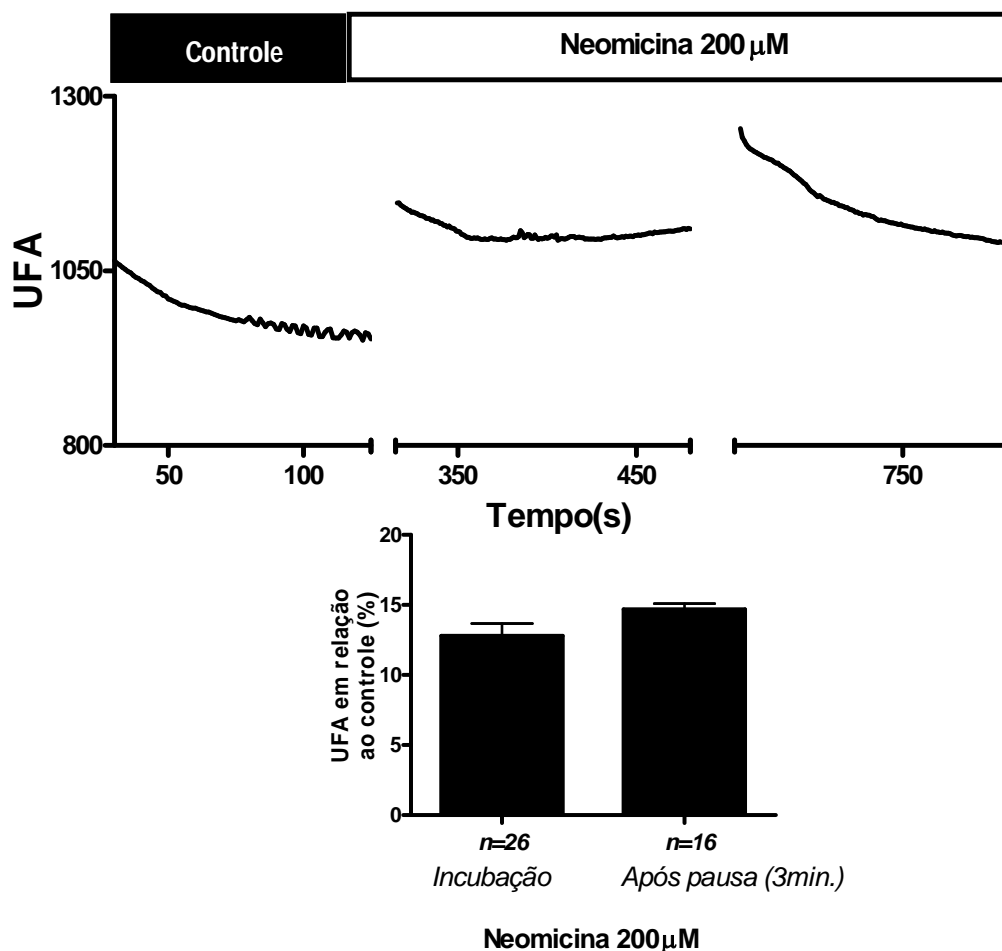 Controle
Neomicina 200 μM
1300
1050
800
UFA
50
100
350
450
750
Tempo(s)
20
15
10
5
0
UFA em relação
ao controle (%)
n=26
n=16
Incubação
Após pausa (3min.)
Neomicina 200μM